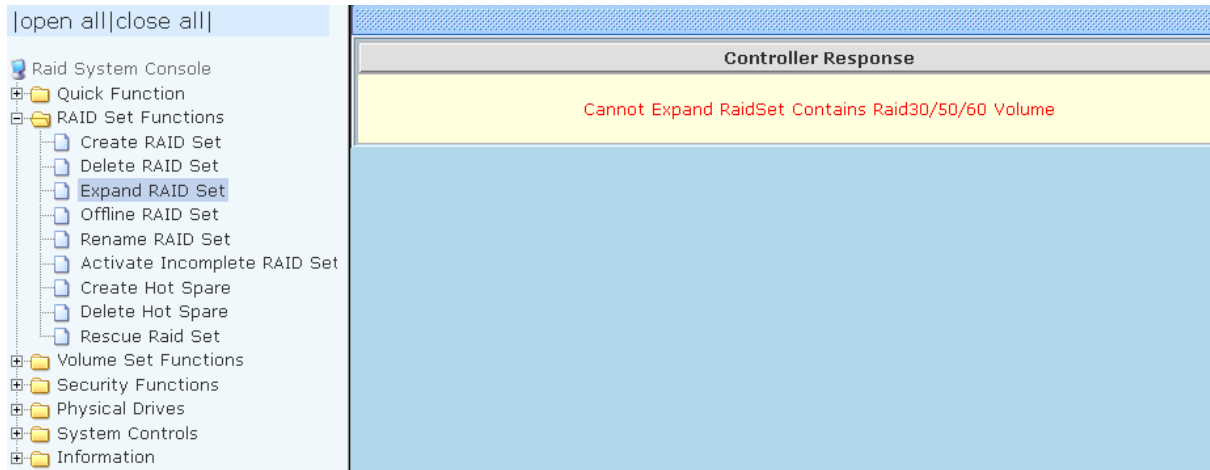 |open all|close all|
Raid System Console
Quick Function
RAID Set Functions
Create RAID Set
Delete RAID Set
Expand RAID Set
Offline RAID Set
Rename RAID Set
Activate Incomplete RAID Set
Create Hot Spare
Delete Hot Spare
Rescue Raid Set
Volume Set Functions
Security Functions
Physical Drives
System Controls
Information
Controller Response
Cannot Expand RaidSet Contains Raid30/50/60 Volume